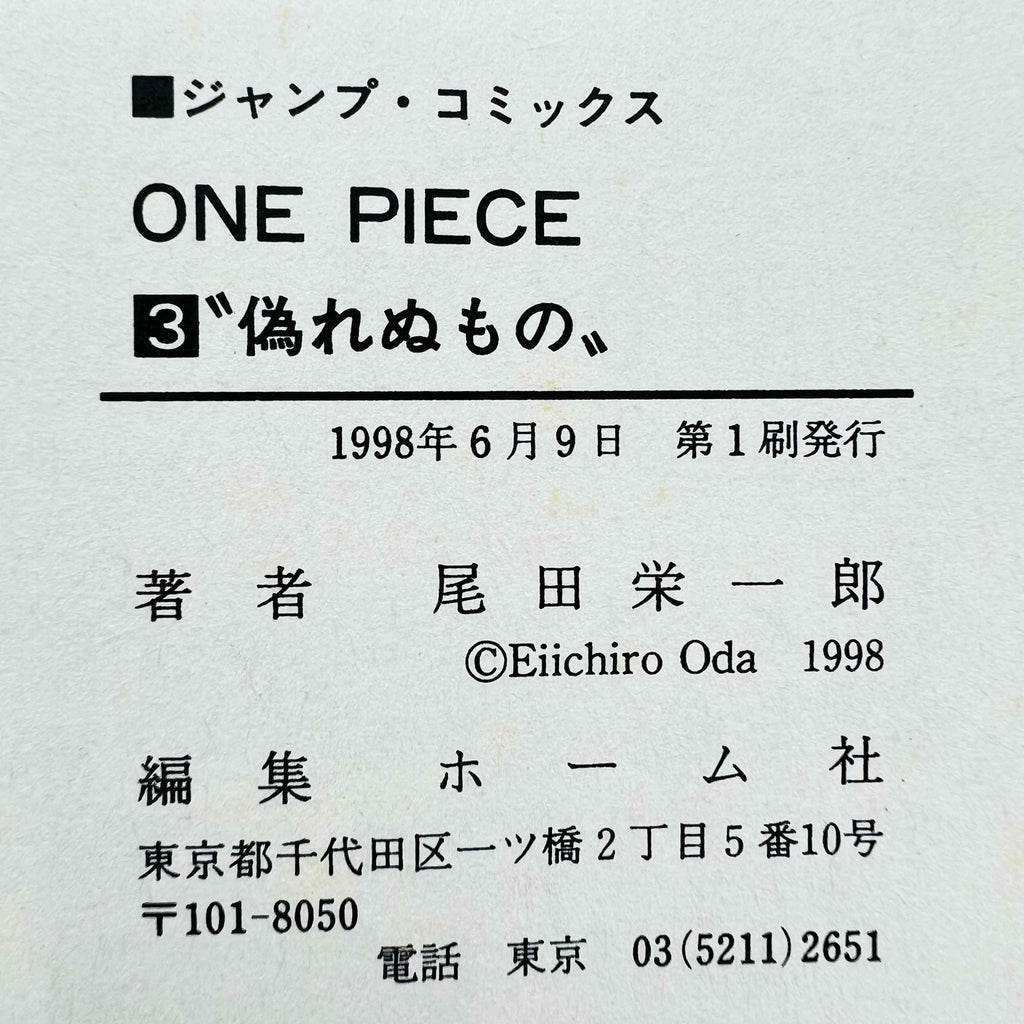 ■ジャンプ・コミックス
ONE PIECE
3〝偽れぬもの〟
1998年6月9日　第1刷発行
著者　尾田栄一郎
©Eiichiro Oda　1998
編集　ホーム社
東京都千代田区一ツ橋2丁目5番10号
〒101-8050
電話　東京　03(5211)2651